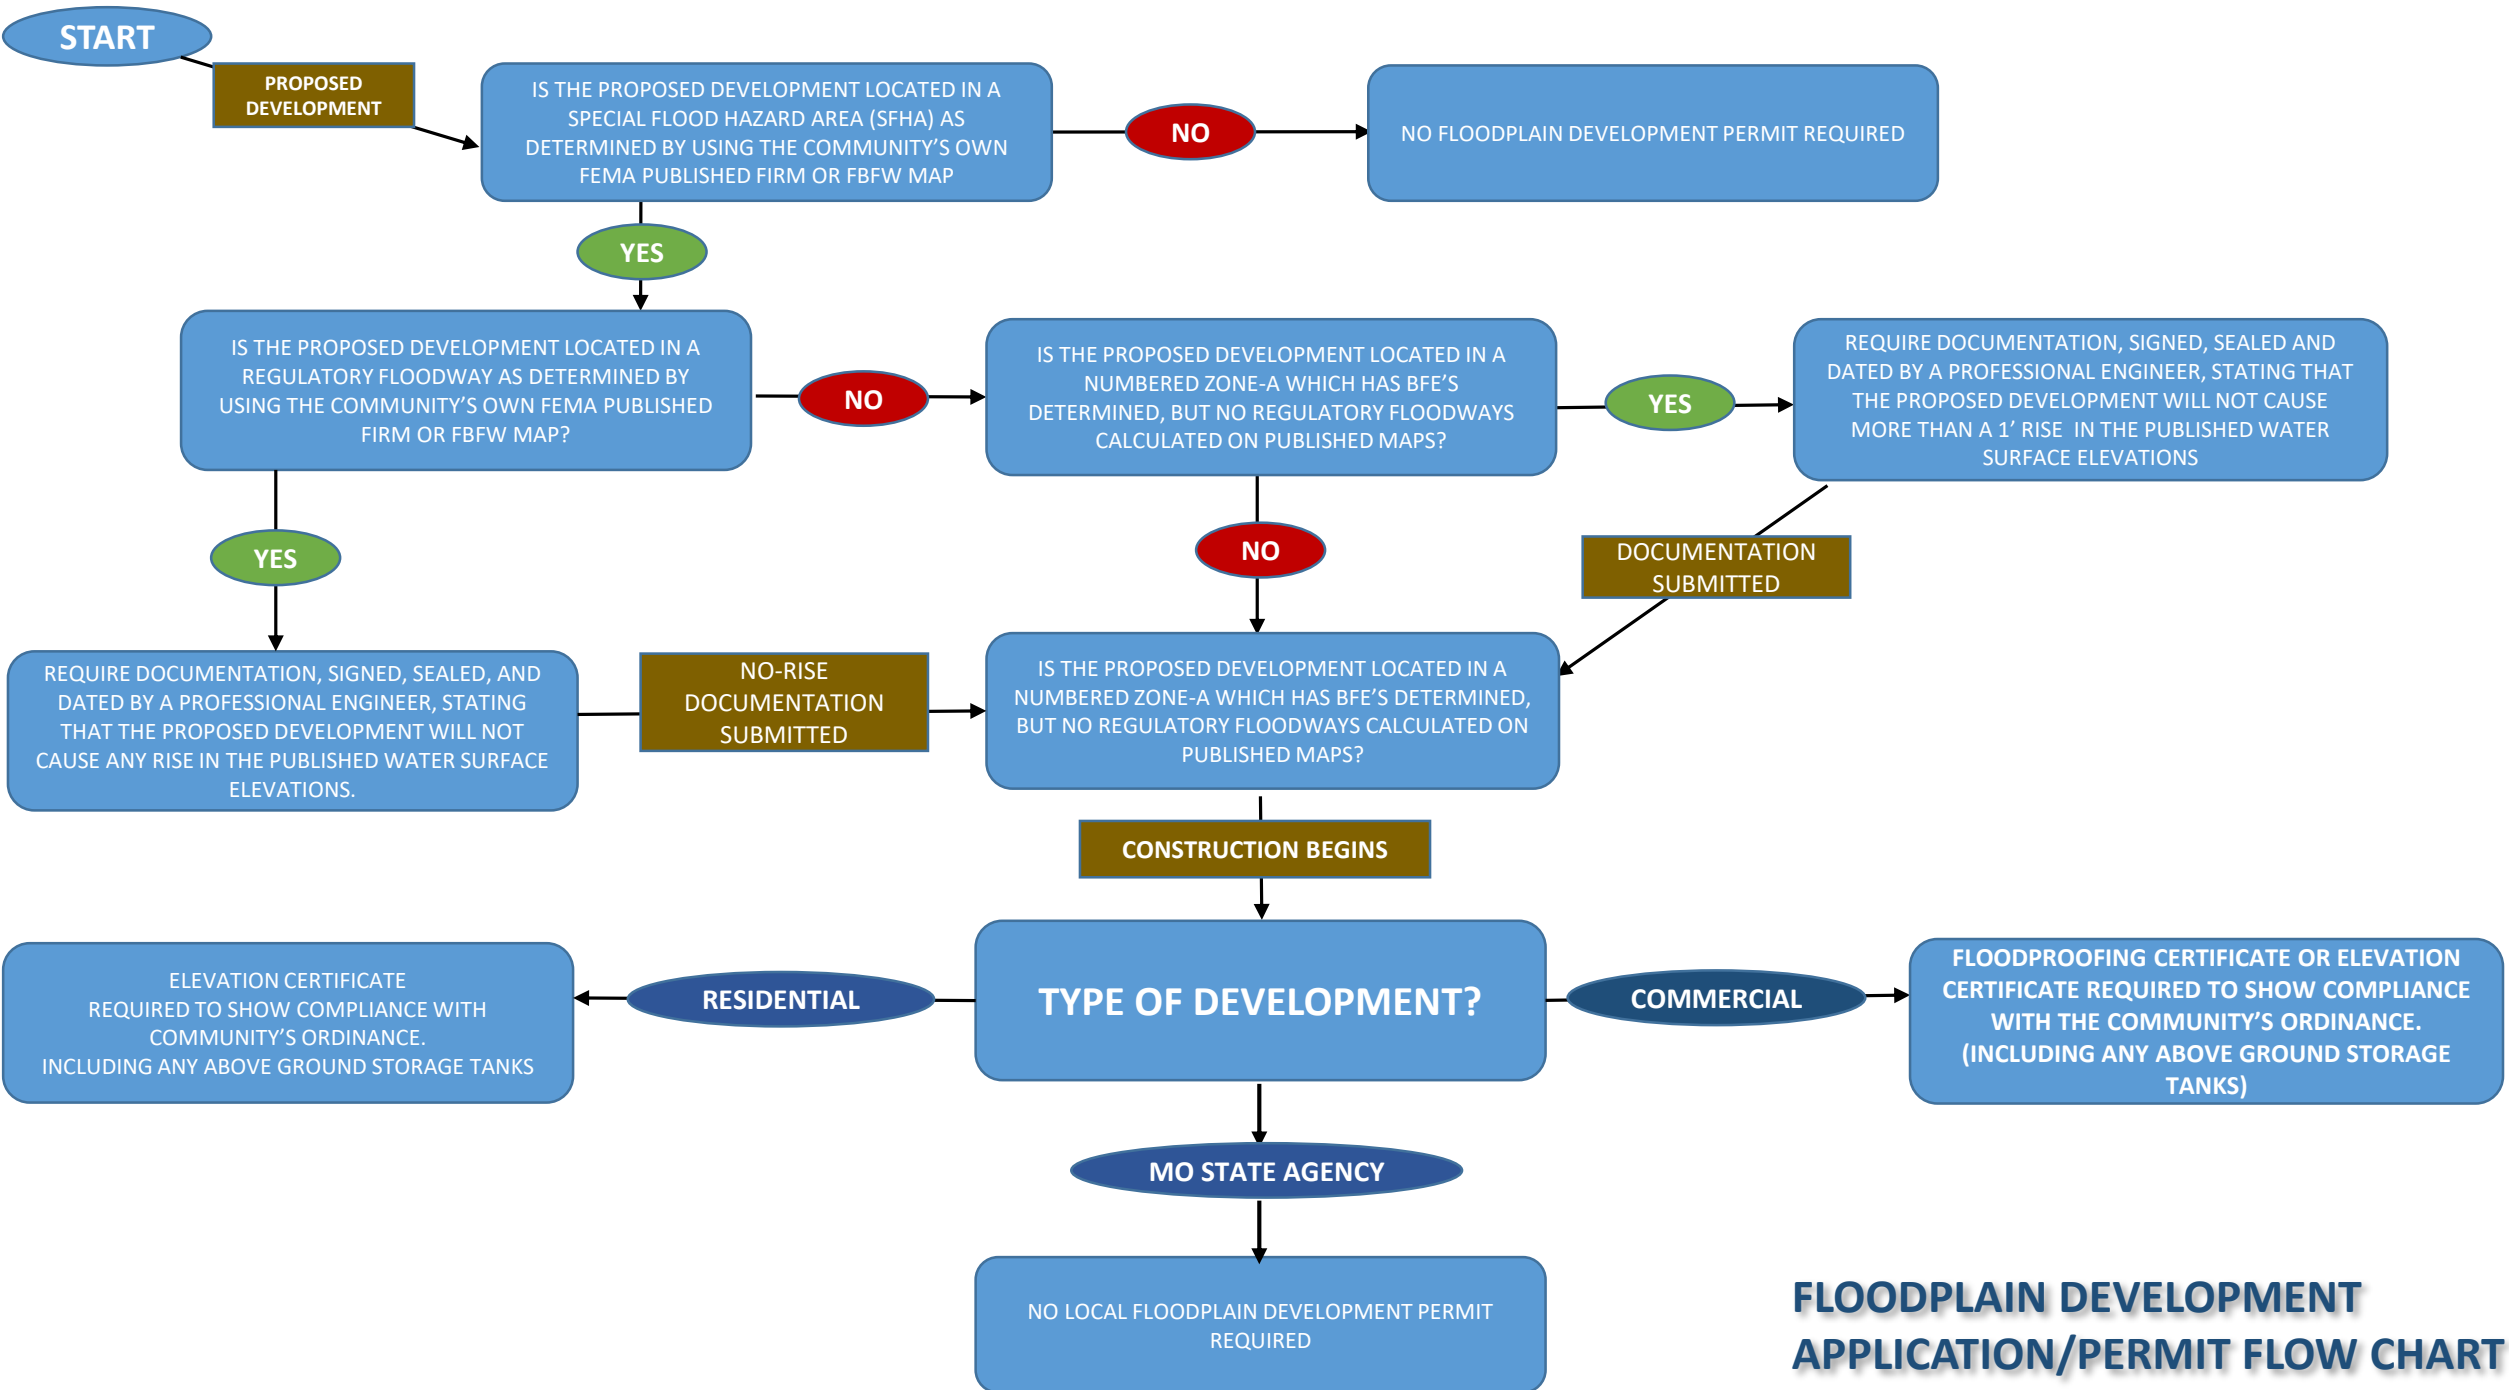 START
PROPOSED
DEVELOPMENT
IS THE PROPOSED DEVELOPMENT LOCATED IN A
SPECIAL FLOOD HAZARD AREA (SFHA) AS
DETERMINED BY USING THE COMMUNITY’S OWN
FEMA PUBLISHED FIRM OR FBFW MAP
NO
NO FLOODPLAIN DEVELOPMENT PERMIT REQUIRED
YES
IS THE PROPOSED DEVELOPMENT LOCATED IN A
REGULATORY FLOODWAY AS DETERMINED BY
USING THE COMMUNITY’S OWN FEMA PUBLISHED
FIRM OR FBFW MAP?
NO
IS THE PROPOSED DEVELOPMENT LOCATED IN A
NUMBERED ZONE-A WHICH HAS BFE’S
DETERMINED, BUT NO REGULATORY FLOODWAYS
CALCULATED ON PUBLISHED MAPS?
YES
REQUIRE DOCUMENTATION, SIGNED, SEALED AND
DATED BY A PROFESSIONAL ENGINEER, STATING THAT
THE PROPOSED DEVELOPMENT WILL NOT CAUSE
MORE THAN A 1’ RISE IN THE PUBLISHED WATER
SURFACE ELEVATIONS
YES
NO
DOCUMENTATION
SUBMITTED
REQUIRE DOCUMENTATION, SIGNED, SEALED, AND
DATED BY A PROFESSIONAL ENGINEER, STATING
THAT THE PROPOSED DEVELOPMENT WILL NOT
CAUSE ANY RISE IN THE PUBLISHED WATER SURFACE
ELEVATIONS.
NO-RISE
DOCUMENTATION
SUBMITTED
IS THE PROPOSED DEVELOPMENT LOCATED IN A
NUMBERED ZONE-A WHICH HAS BFE’S DETERMINED,
BUT NO REGULATORY FLOODWAYS CALCULATED ON
PUBLISHED MAPS?
CONSTRUCTION BEGINS
ELEVATION CERTIFICATE
REQUIRED TO SHOW COMPLIANCE WITH
COMMUNITY’S ORDINANCE.
INCLUDING ANY ABOVE GROUND STORAGE TANKS
RESIDENTIAL
TYPE OF DEVELOPMENT?
COMMERCIAL
FLOODPROOFING CERTIFICATE OR ELEVATION
CERTIFICATE REQUIRED TO SHOW COMPLIANCE
WITH THE COMMUNITY’S ORDINANCE.
(INCLUDING ANY ABOVE GROUND STORAGE
TANKS)
MO STATE AGENCY
NO LOCAL FLOODPLAIN DEVELOPMENT PERMIT
REQUIRED
FLOODPLAIN DEVELOPMENT
APPLICATION/PERMIT FLOW CHART